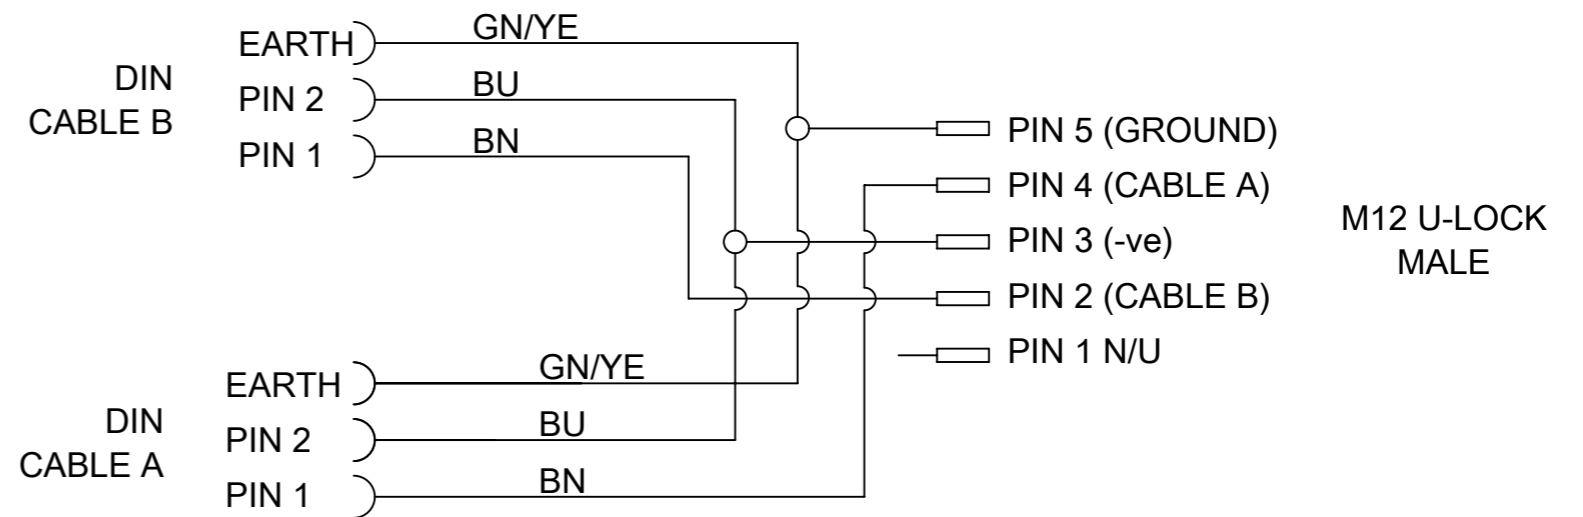 DIN
CABLE B
EARTH
GN/YE
PIN 2
BU
PIN 1
BN
DIN
CABLE A
EARTH
GN/YE
PIN 2
BU
PIN 1
BN
PIN 5 (GROUND)
PIN 4 (CABLE A)
PIN 3 (-ve)
PIN 2 (CABLE B)
PIN 1 N/U
M12 U-LOCK
MALE